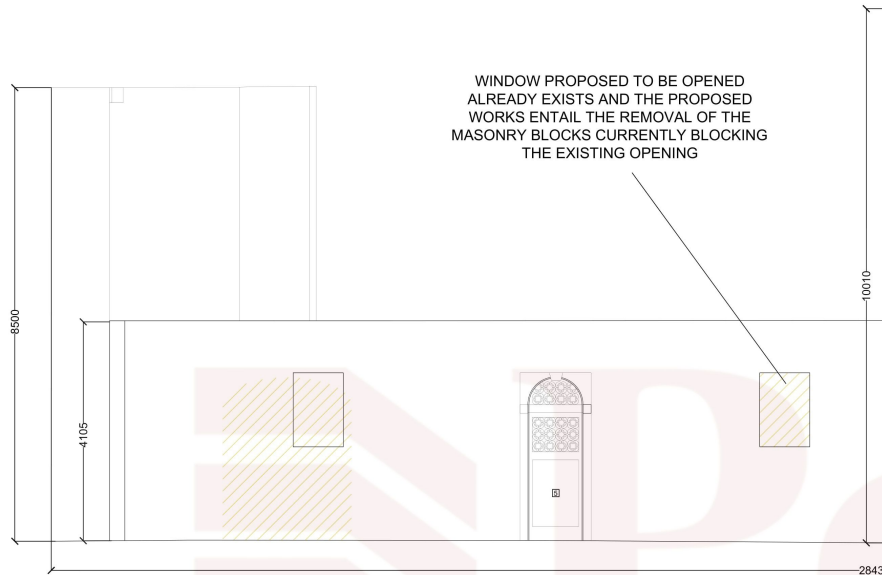 WINDOW PROPOSED TO BE OPENED
ALREADY EXISTS AND THE PROPOSED
WORKS ENTAIL THE REMOVAL OF THE
MASONRY BLOCKS CURRENTLY BLOCKING
THE EXISTING OPENING
10010
8500
4105
5
2843